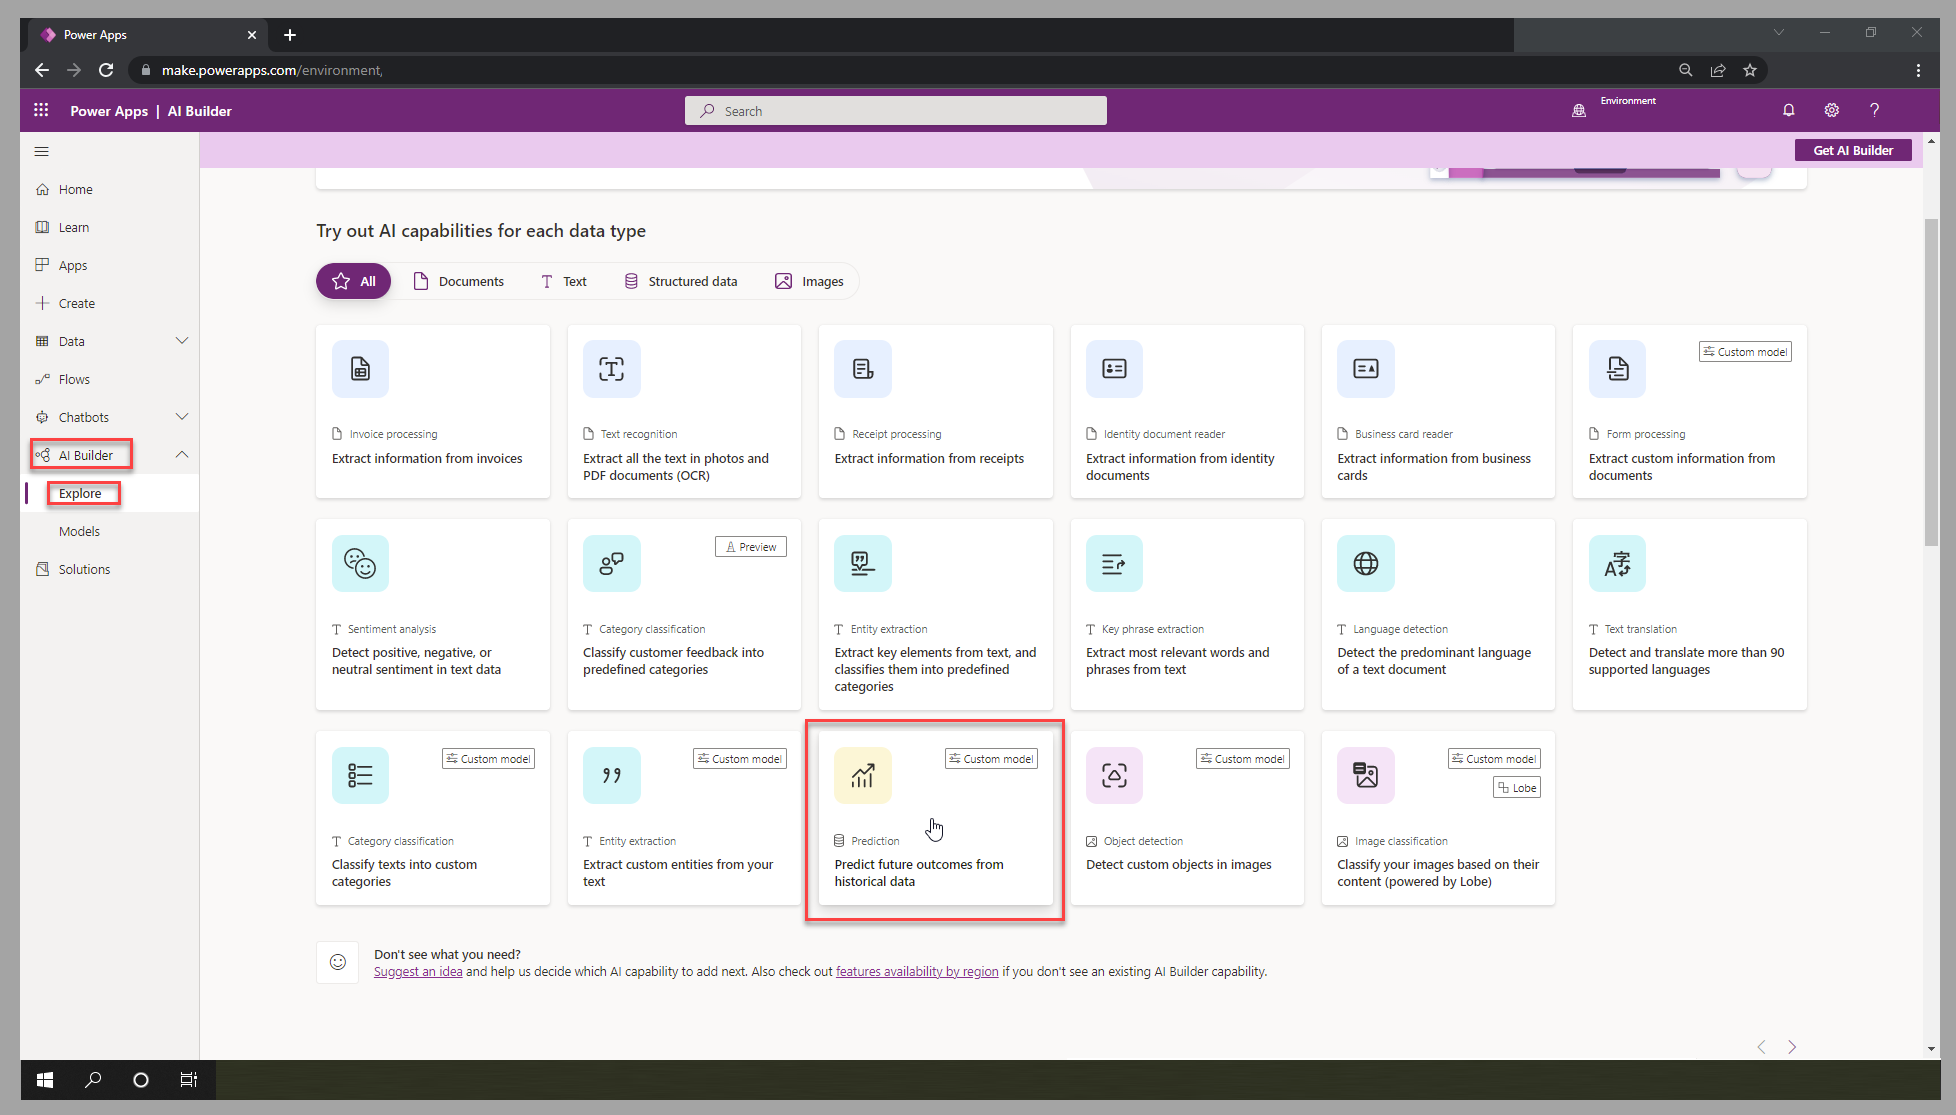 Power Apps
make.powerapps.com/environment,
Power Apps | AI Builder
Search
Environment
Get AI Builder
Home
Learn
Apps
Create
Data
Flows
Chatbots
AI Builder
Explore
Models
Solutions
Try out AI capabilities for each data type
All
Documents
Text
Structured data
Images
Invoice processing
Extract information from invoices
Text recognition
Extract all the text in photos and
PDF documents (OCR)
Receipt processing
Extract information from receipts
Identity document reader
Extract information from identity
documents
Business card reader
Extract information from business
cards
Custom model
Form processing
Extract custom information from
documents
Sentiment analysis
Detect positive, negative, or
neutral sentiment in text data
Preview
Category classification
Classify customer feedback into
predefined categories
Entity extraction
Extract key elements from text, and
classifies them into predefined
categories
Key phrase extraction
Extract most relevant words and
phrases from text
Language detection
Detect the predominant language
of a text document
Text translation
Detect and translate more than 90
supported languages
Custom model
Category classification
Classify texts into custom
categories
Custom model
Entity extraction
Extract custom entities from your
text
Custom model
Prediction
Predict future outcomes from
historical data
Custom model
Object detection
Detect custom objects in images
Custom model
Lobe
Image classification
Classify your images based on their
content (powered by Lobe)
Don't see what you need?
Suggest an idea and help us decide which AI capability to add next. Also check out features availability by region if you don't see an existing AI Builder capability.